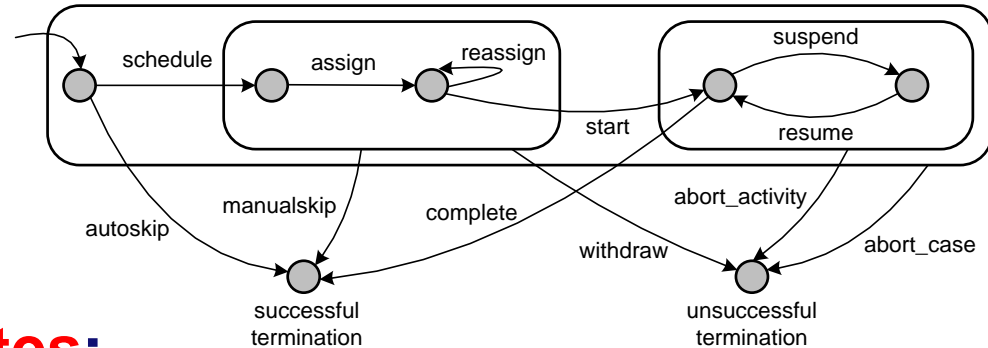 suspend
reassign
schedule
assign
start
resume
manualskip
complete
abort_activity
autoskip
withdraw
abort_case
successful
termination
unsuccessful
termination